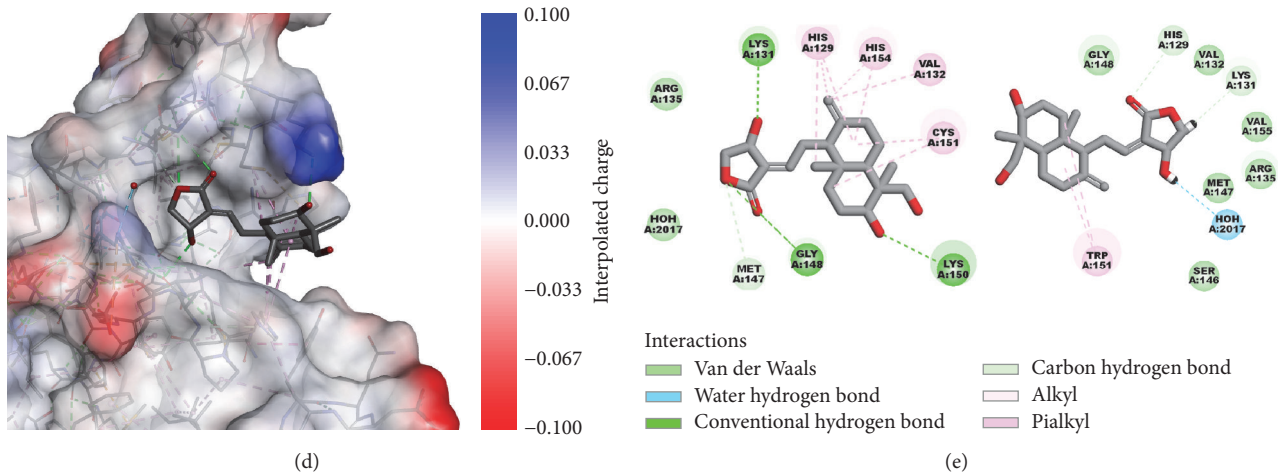 0.100
0.067
0.033
0.000
−0.033
−0.067
−0.100
Interpolated charge
(d)
LYS
A:131
HIS
A:129
HIS
A:154
VAL
A:132
ARG
A:135
CYS
A:151
HOH
A:2017
MET
A:147
GLY
A:148
LYS
A:150
GLY
A:148
HIS
A:129
VAL
A:132
LYS
A:131
VAL
A:155
ARG
A:135
MET
A:147
HOH
A:2017
TRP
A:151
SER
A:146
Interactions
Van der Waals
Water hydrogen bond
Conventional hydrogen bond
Carbon hydrogen bond
Alkyl
Pialkyl
(e)